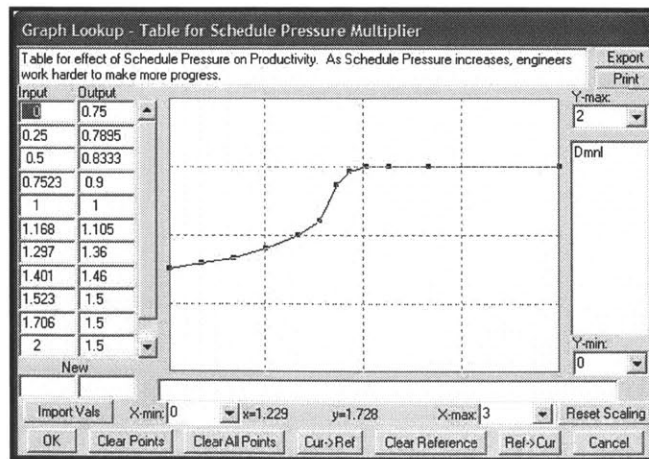 Graph Lookup - Table for Schedule Pressure Multiplier
Table for effect of Schedule Pressure on Productivity. As Schedule Pressure increases, engineers
work harder to make more progress.
Export
Print
Input Output
0 0.75
0.25 0.7895
0.5 0.8333
0.7523 0.9
1 1
1.168 1.105
1.297 1.36
1.401 1.46
1.523 1.5
1.706 1.5
2 1.5
New
Y-max:
2
Dmnl
Y-min:
0
Import Vals X-min: 0 x=1.229 y=1.728 X-max: 3 Reset Scaling
OK Clear Points Clear All Points Cur->Ref Clear Reference Ref->Cur Cancel